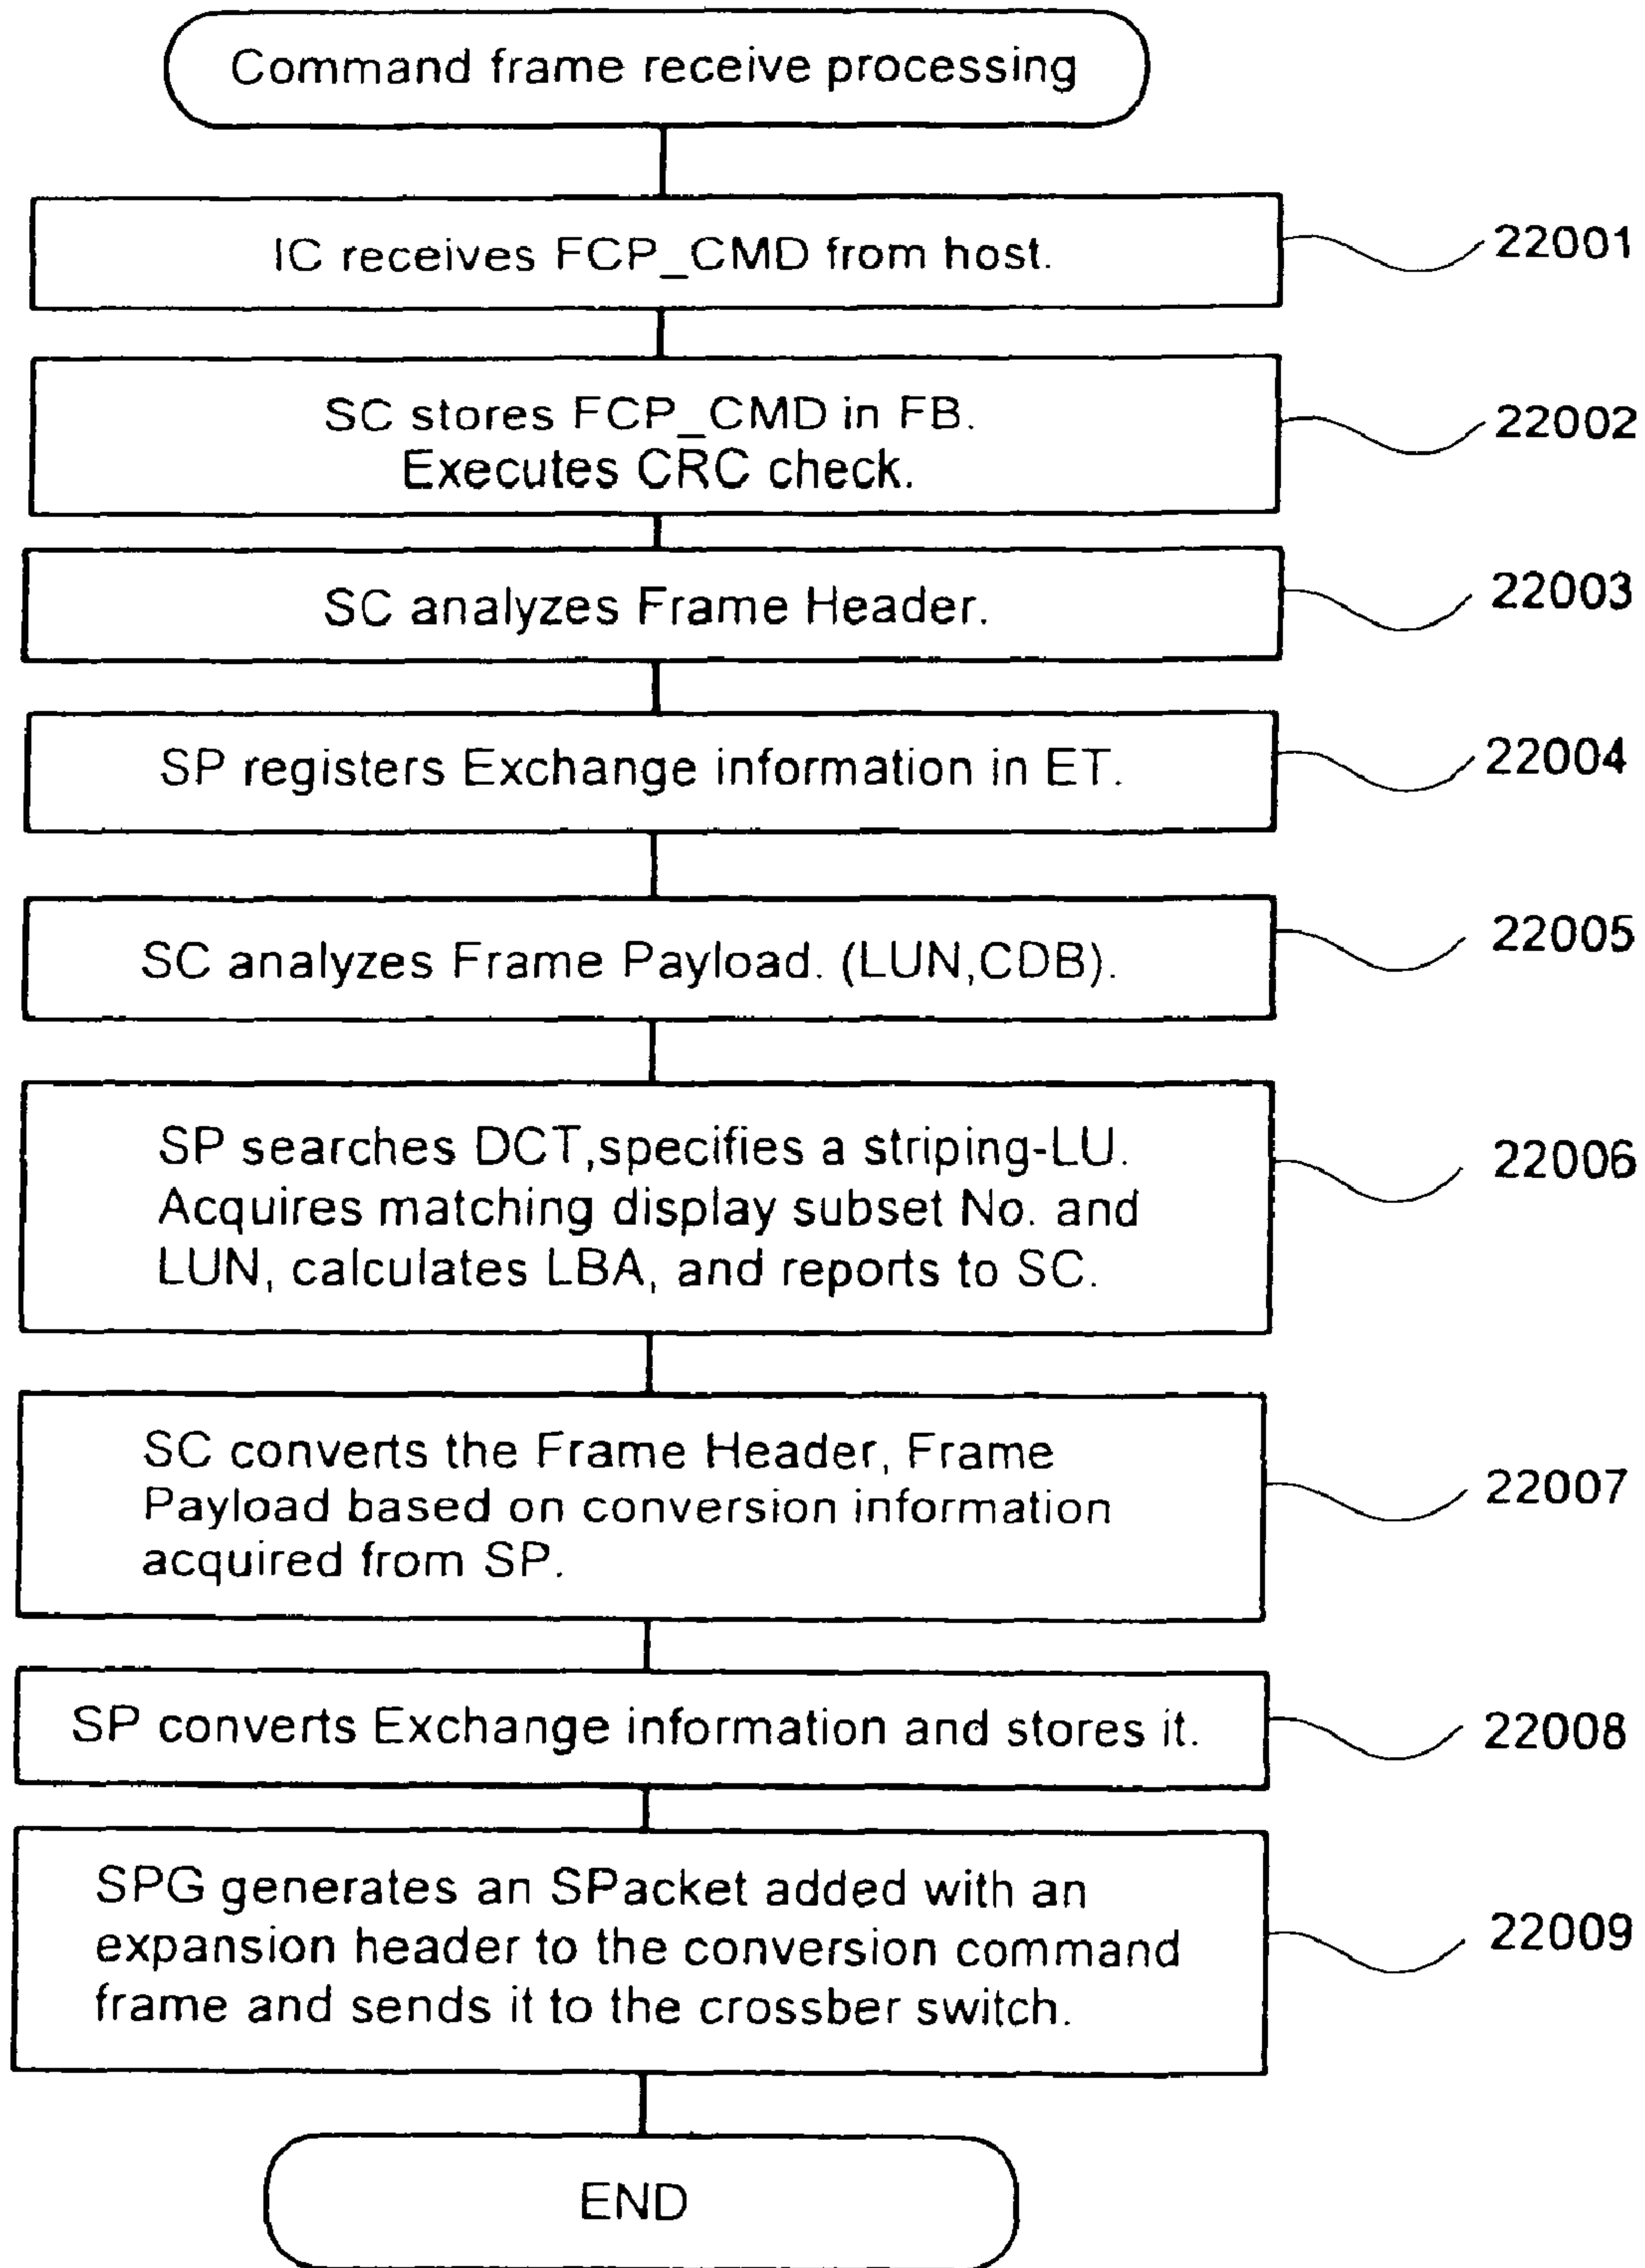 Command frame receive processing
IC receives FCP_CMD from host.
22001
SC stores FCP_CMD in FB.
Executes CRC check.
22002
SC analyzes Frame Header.
22003
SP registers Exchange information in ET.
22004
SC analyzes Frame Payload. (LUN,CDB).
22005
SP searches DCT,specifies a striping-LU.
Acquires matching display subset No. and
LUN, calculates LBA, and reports to SC.
22006
SC converts the Frame Header, Frame
Payload based on conversion information
acquired from SP.
22007
SP converts Exchange information and stores it.
22008
SPG generates an SPacket added with an
expansion header to the conversion command
frame and sends it to the crossber switch.
22009
END